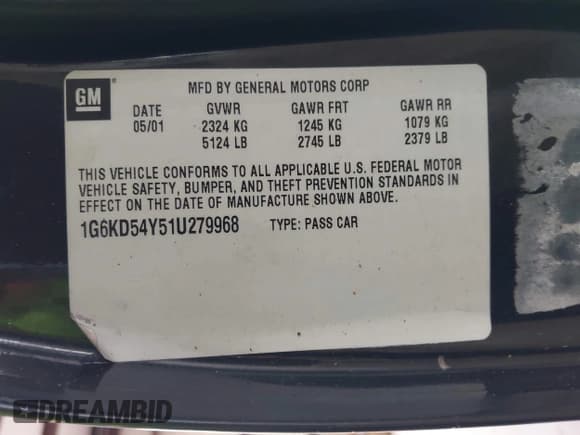 GM
MFD BY GENERAL MOTORS CORP
DATE GVWR GAWR FRT GAWR RR
05/01 2324 KG 1245 KG 1079 KG
5124 LB 2745 LB 2379 LB
THIS VEHICLE CONFORMS TO ALL APPLICABLE U.S. FEDERAL MOTOR
VEHICLE SAFETY, BUMPER, AND THEFT PREVENTION STANDARDS IN
EFFECT ON THE DATE OF MANUFACTURE SHOWN ABOVE.
1G6KD54Y51U279968 TYPE: PASS CAR
DREAMBID